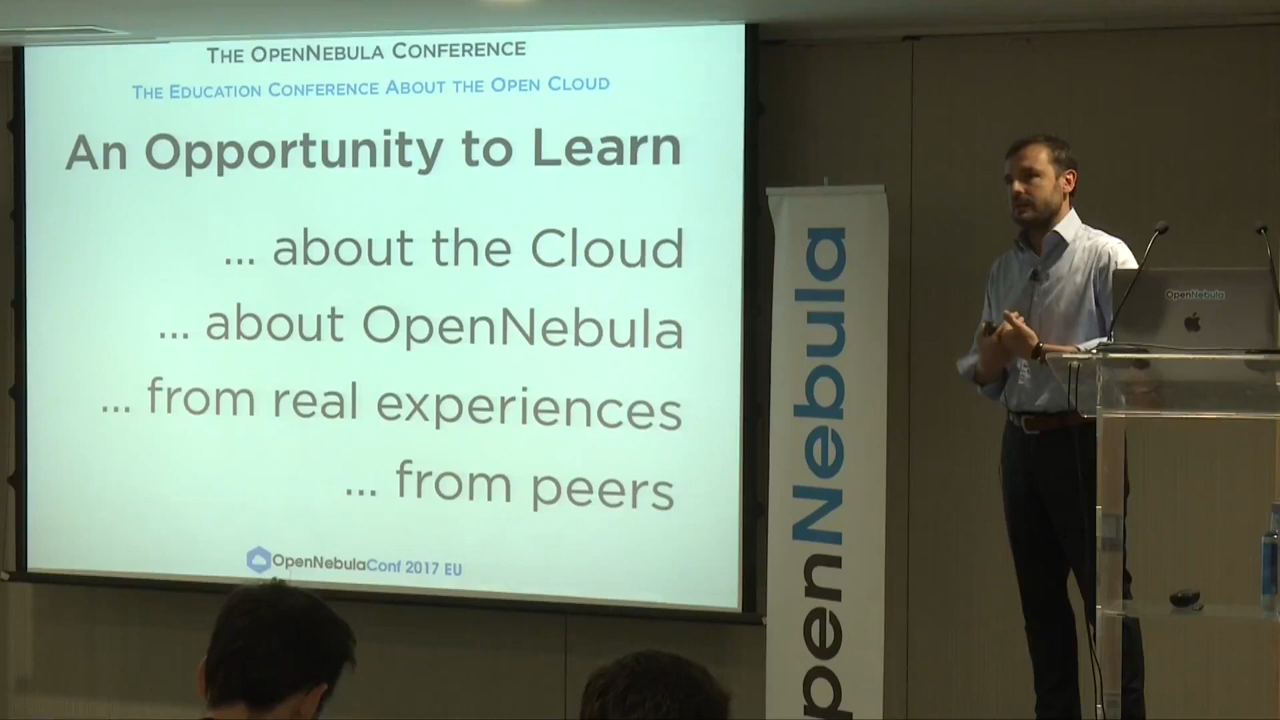 THE OPENNEBULA CONFERENCE
THE EDUCATION CONFERENCE ABOUT THE OPEN CLOUD
An Opportunity to Learn
... about the Cloud
... about OpenNebula
... from real experiences
... from peers
OpenNebulaConf 2017 EU
penNebula
OpenNebula